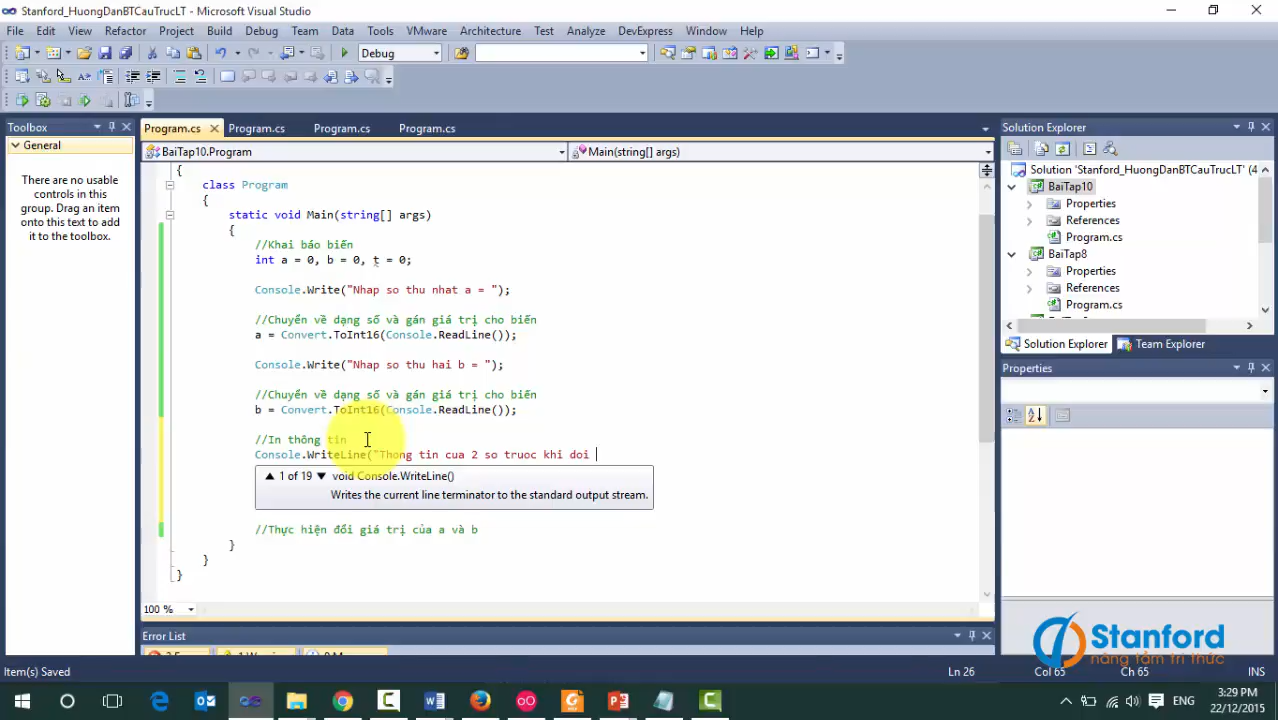 Stanford_HuongDanBTCauTrucLT - Microsoft Visual Studio
File Edit View Refactor Project Build Debug Team Data Tools VMware Architecture Test Analyze DevExpress Window Help
Debug
Toolbox
General
There are no usable
controls in this
group. Drag an item
onto this text to add
it to the toolbox.
Program.cs Program.cs Program.cs Program.cs
BaiTap10.Program Main(string[] args)
{
class Program
{
static void Main(string[] args)
{
//Khai báo biến
int a = 0, b = 0, t = 0;
Console.Write("Nhap so thu nhat a = ");
//Chuyển về dạng số và gán giá trị cho biến
a = Convert.ToInt16(Console.ReadLine());
Console.Write("Nhap so thu hai b = ");
//Chuyển về dạng số và gán giá trị cho biến
b = Convert.ToInt16(Console.ReadLine());
//In thông tin
Console.WriteLine("Thong tin cua 2 so truoc khi doi
1 of 19 void Console.WriteLine()
Writes the current line terminator to the standard output stream.
//Thực hiện đổi giá trị của a và b
}
}
}
100 %
Error List
Solution Explorer
Solution 'Stanford_HuongDanBTCauTrucLT' (4
BaiTap10
Properties
References
Program.cs
BaiTap8
Properties
References
Program.cs
Solution Explorer Team Explorer
Properties
Stanford
nâng tầm tri thức
Item(s) Saved Ln 26 Col 65 Ch 65 INS
ENG
3:29 PM
22/12/2015